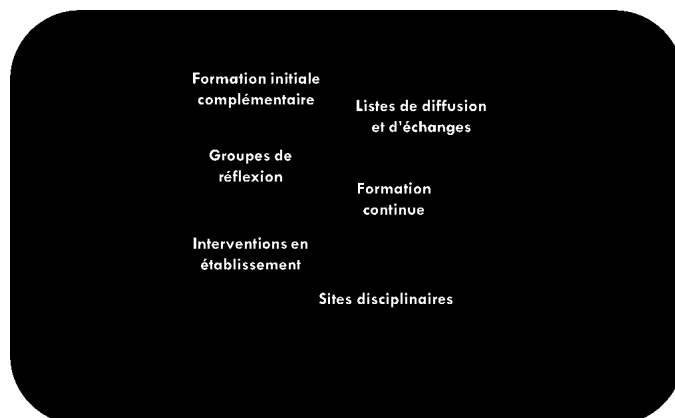 Formation initiale
complémentaire
Listes de diffusion
et d'échanges
Groupes de
réflexion
Formation
continue
Interventions en
établissement
Sites disciplinaires